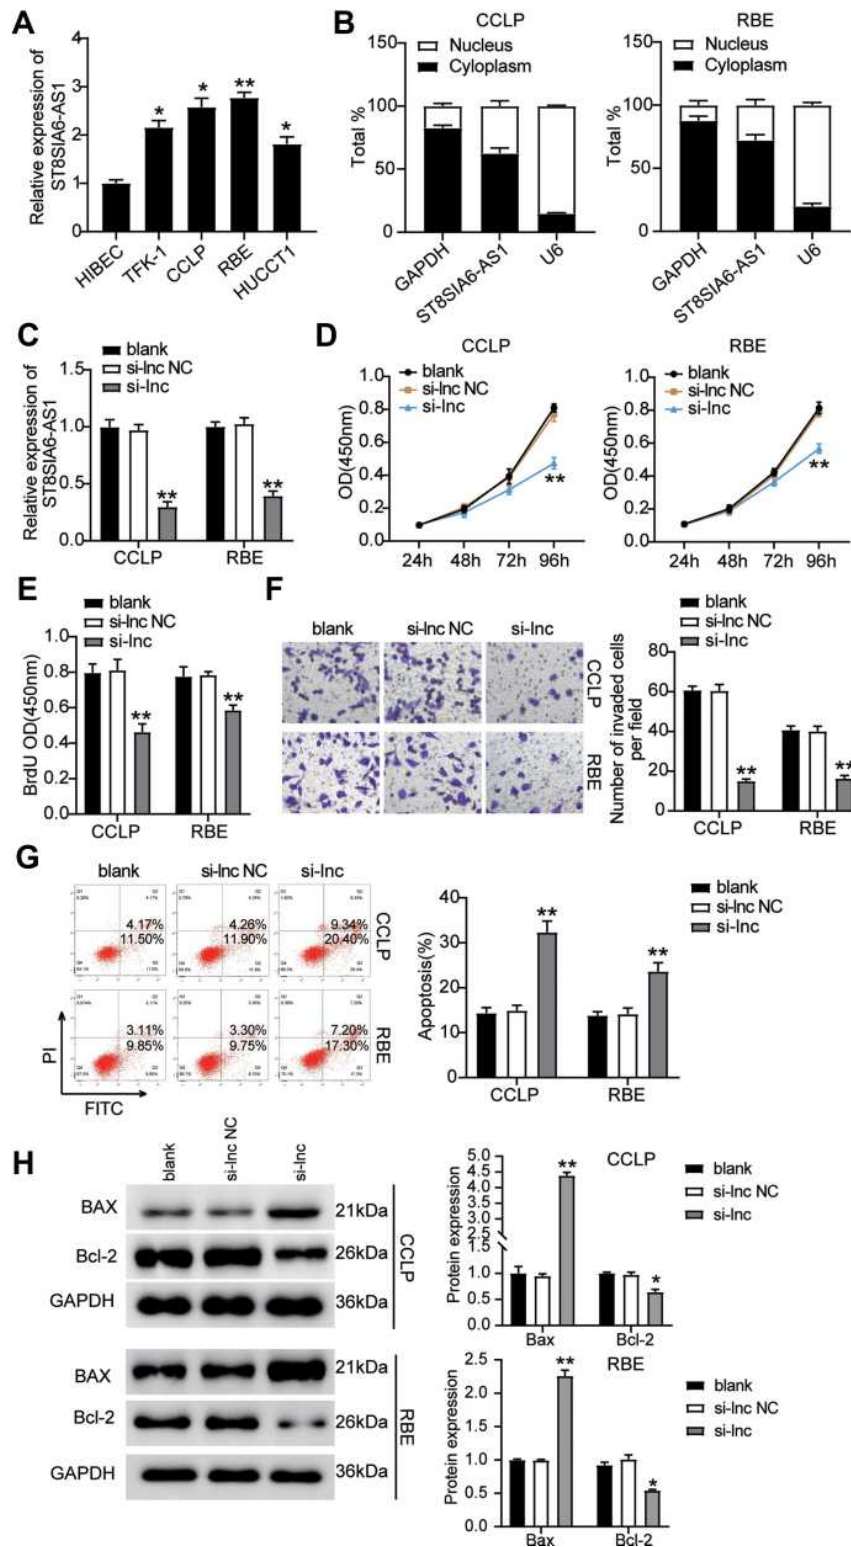 A
Relative expression of
ST8SIA6-AS1
4
3
2
1
0
*
*
**
*
HIBEC
TFK-1
CCLP
RBE
HUCCT1
B
CCLP
150
100
50
0
Total %
Nucleus
Cyloplasm
GAPDH
ST8SIA6-AS1
U6
RBE
150
100
50
0
Total %
Nucleus
Cyloplasm
GAPDH
ST8SIA6-AS1
U6
C
blank
si-lnc NC
si-lnc
Relative expression of
ST8SIA6-AS1
1.5
1.0
0.5
0.0
**
**
CCLP
RBE
D
CCLP
blank
si-lnc NC
si-lnc
OD(450nm)
1.0
0.8
0.6
0.4
0.2
0.0
**
24h 48h 72h 96h
RBE
blank
si-lnc NC
si-lnc
OD(450nm)
1.0
0.8
0.6
0.4
0.2
0.0
**
24h 48h 72h 96h
E
blank
si-lnc NC
si-lnc
BrdU OD(450nm)
1.0
0.8
0.6
0.4
0.2
0.0
**
**
CCLP
RBE
F
blank si-lnc NC si-lnc
CCLP
RBE
blank
si-lnc NC
si-lnc
Number of invaded cells
per field
80
60
40
20
0
**
**
CCLP
RBE
G
blank si-lnc NC si-lnc
4.17% 4.26% 9.34%
11.50% 11.90% 20.40%
CCLP
3.11% 3.30% 7.20%
9.85% 9.75% 17.30%
RBE
PI
FITC
Apoptosis(%)
40
30
20
10
0
**
**
CCLP
RBE
blank
si-lnc NC
si-lnc
H
blank
si-lnc NC
si-lnc
BAX 21kDa
Bcl-2 26kDa
GAPDH 36kDa
CCLP
BAX 21kDa
Bcl-2 26kDa
GAPDH 36kDa
RBE
CCLP
Protein expression
5.0
4.5
4.0
3.5
3.0
2.5
1.5
1.0
0.5
0.0
**
*
Bax
Bcl-2
blank
si-lnc NC
si-lnc
RBE
Protein expression
2.5
2.0
1.5
1.0
0.5
0.0
**
*
Bax
Bcl-2
blank
si-lnc NC
si-lnc